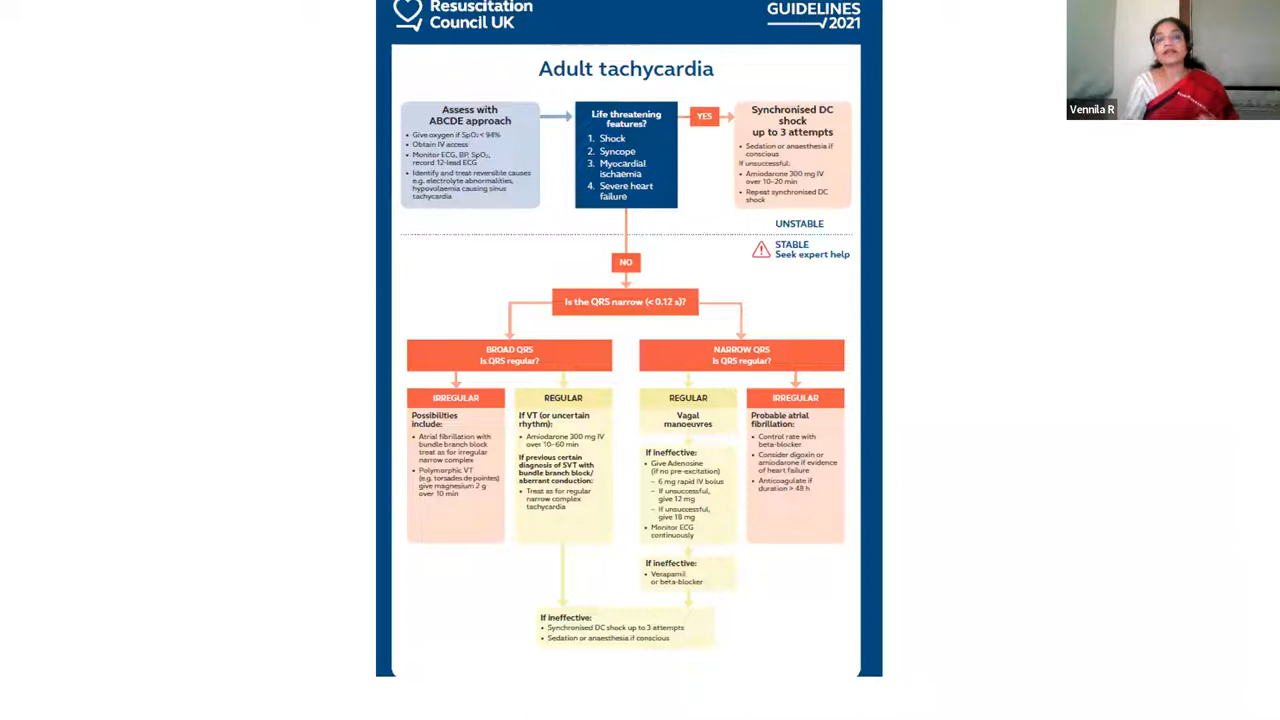 Resuscitation
Council UK
GUIDELINES
2021
Adult tachycardia
Assess with
ABCDE approach
• Give oxygen if SpO₂ < 94%
• Obtain IV access
• Monitor ECG, BP, SpO₂,
record 12-lead ECG
• Identify and treat reversible causes
e.g. electrolyte abnormalities,
hypovolaemia causing sinus
tachycardia
Life threatening
features?
1. Shock
2. Syncope
3. Myocardial
ischaemia
4. Severe heart
failure
YES
Synchronised DC
shock
up to 3 attempts
• Sedation or anaesthesia if
conscious
If unsuccessful:
• Amiodarone 300 mg IV
over 10–20 min
• Repeat synchronised DC
shock
UNSTABLE
STABLE
Seek expert help
NO
Is the QRS narrow (< 0.12 s)?
BROAD QRS
Is QRS regular?
NARROW QRS
Is QRS regular?
IRREGULAR
Possibilities
include:
• Atrial fibrillation with
bundle branch block
treat as for irregular
narrow complex
• Polymorphic VT
(e.g. torsades de pointes)
give magnesium 2 g
over 10 min
REGULAR
If VT (or uncertain
rhythm):
• Amiodarone 300 mg IV
over 10–60 min
If previous certain
diagnosis of SVT with
bundle branch block/
aberrant conduction:
• Treat as for regular
narrow complex
tachycardia
REGULAR
Vagal
manoeuvres
If ineffective:
• Give Adenosine
(if no pre-excitation)
– 6 mg rapid IV bolus
– If unsuccessful,
give 12 mg
– If unsuccessful,
give 18 mg
• Monitor ECG
continuously
If ineffective:
• Verapamil
or beta-blocker
IRREGULAR
Probable atrial
fibrillation:
• Control rate with
beta-blocker
• Consider digoxin or
amiodarone if evidence
of heart failure
• Anticoagulate if
duration > 48 h
If ineffective:
• Synchronised DC shock up to 3 attempts
• Sedation or anaesthesia if conscious
Vennila R